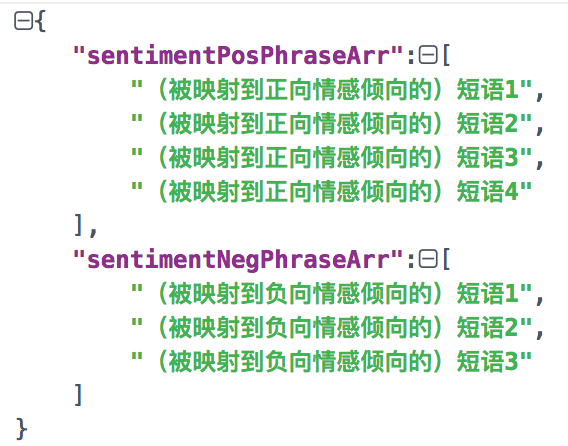 {
"sentimentPosPhraseArr":[
"（被映射到正向情感倾向的）短语1",
"（被映射到正向情感倾向的）短语2",
"（被映射到正向情感倾向的）短语3",
"（被映射到正向情感倾向的）短语4"
],
"sentimentNegPhraseArr":[
"（被映射到负向情感倾向的）短语1",
"（被映射到负向情感倾向的）短语2",
"（被映射到负向情感倾向的）短语3"
]
}